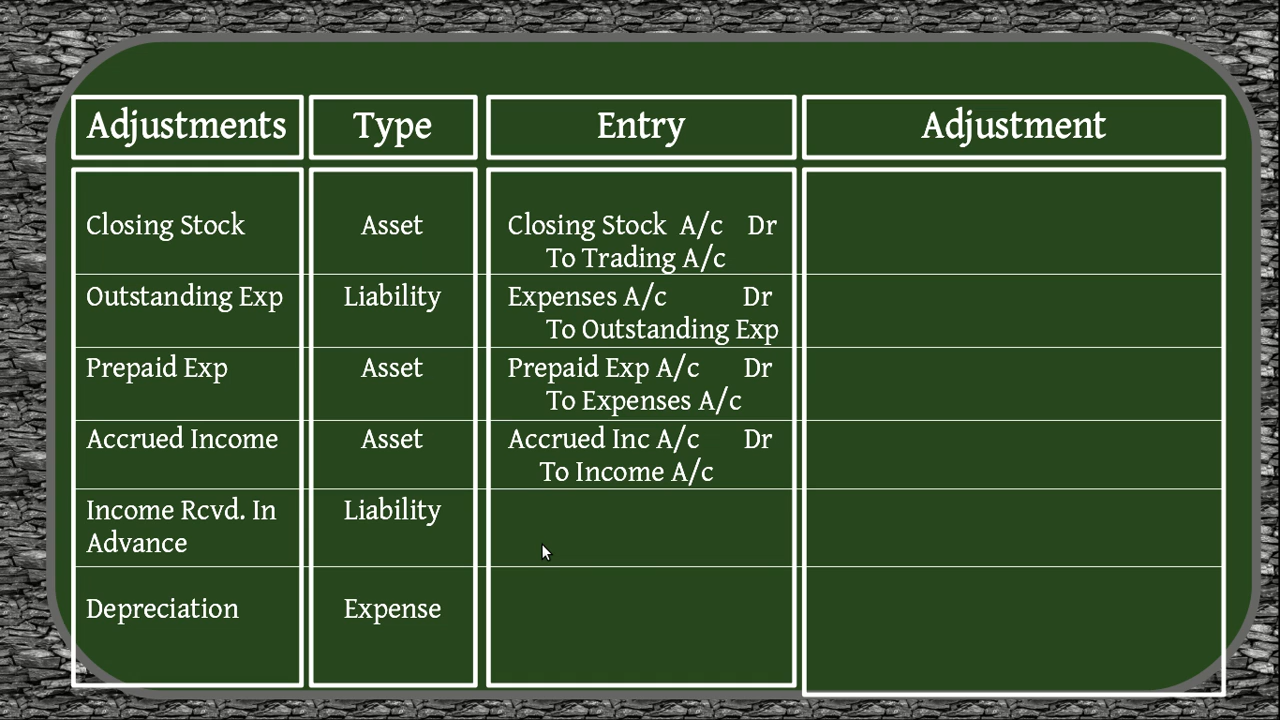 Adjustments Type Entry Adjustment
Closing Stock Asset Closing Stock A/c Dr
To Trading A/c
Outstanding Exp Liability Expenses A/c Dr
To Outstanding Exp
Prepaid Exp Asset Prepaid Exp A/c Dr
To Expenses A/c
Accrued Income Asset Accrued Inc A/c Dr
To Income A/c
Income Rcvd. In Liability
Advance
Depreciation Expense